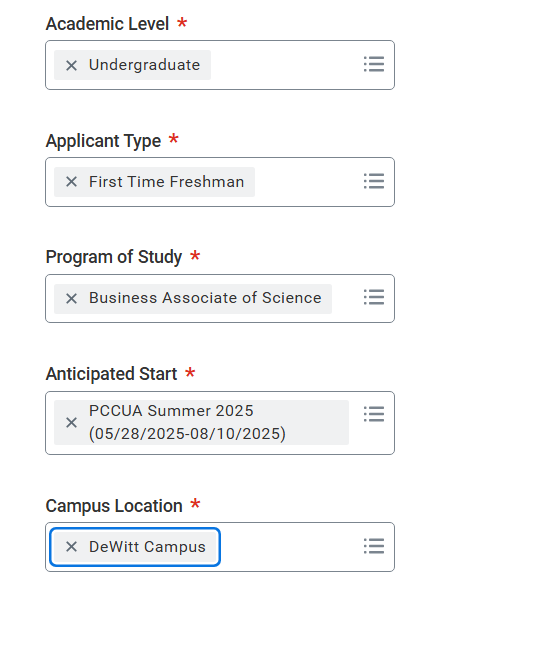 Academic Level *
Undergraduate
Applicant Type *
First Time Freshman
Program of Study *
Business Associate of Science
Anticipated Start *
PCCUA Summer 2025
(05/28/2025-08/10/2025)
Campus Location *
DeWitt Campus